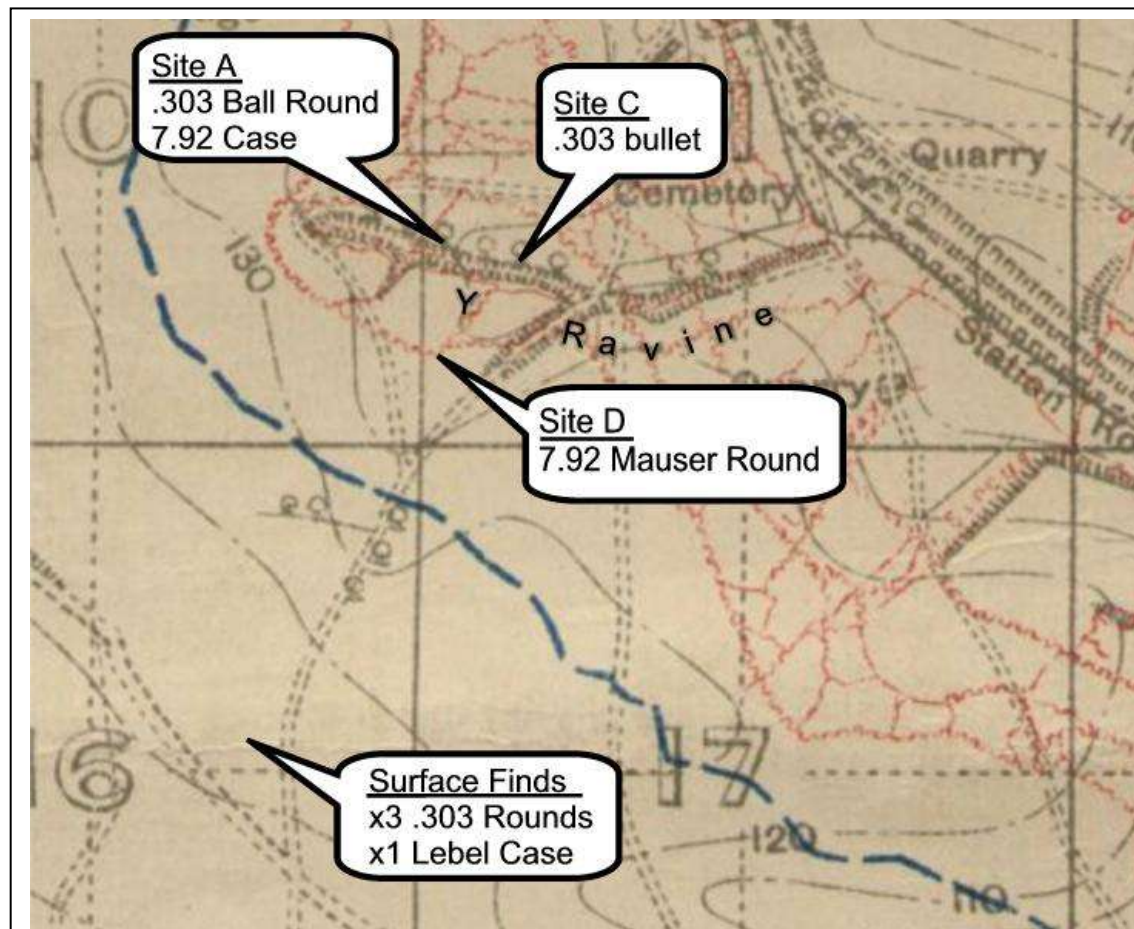 Site A
.303 Ball Round
7.92 Case
Site C
.303 bullet
10
Quarry
Cemetery
130
Y Ravine
Quarry
Station
Site D
7.92 Mauser Round
16
17
Surface Finds
x3 .303 Rounds
x1 Lebel Case
120
110